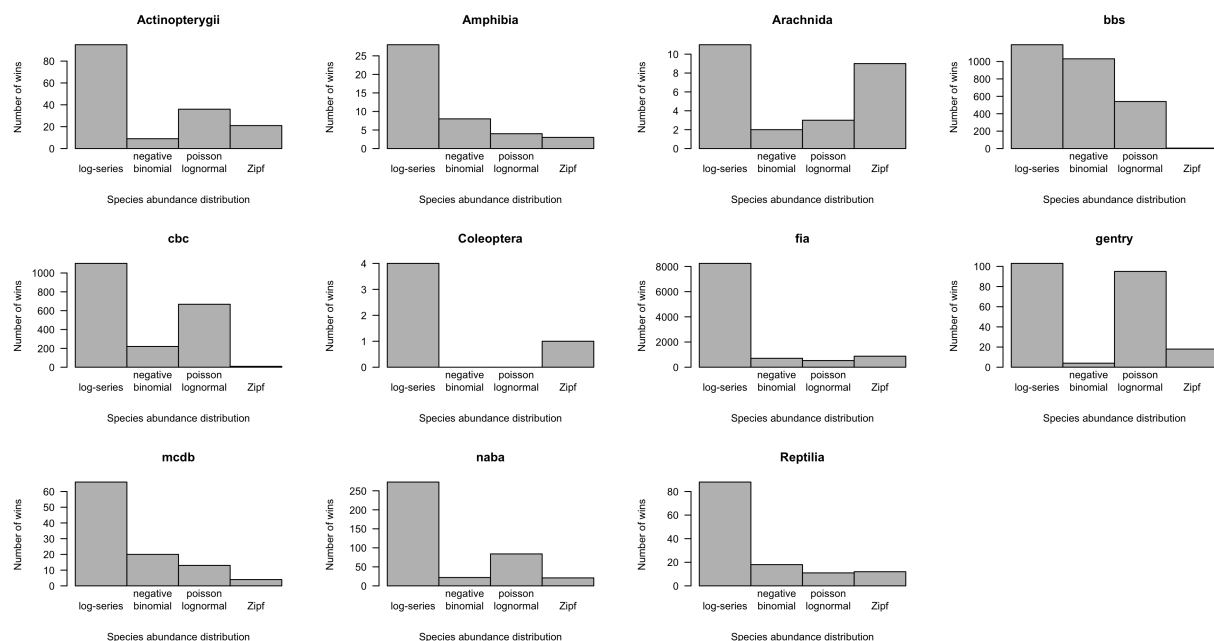 Actinopterygii
Number of wins
80
60
40
20
0
log-series
negative
binomial
poisson
lognormal
Zipf
Species abundance distribution
Amphibia
Number of wins
25
20
15
10
5
0
log-series
negative
binomial
poisson
lognormal
Zipf
Species abundance distribution
Arachnida
Number of wins
10
8
6
4
2
0
log-series
negative
binomial
poisson
lognormal
Zipf
Species abundance distribution
bbs
Number of wins
1000
800
600
400
200
0
log-series
negative
binomial
poisson
lognormal
Zipf
Species abundance distribution
cbc
Number of wins
1000
800
600
400
200
0
log-series
negative
binomial
poisson
lognormal
Zipf
Species abundance distribution
Coleoptera
Number of wins
4
3
2
1
0
log-series
negative
binomial
poisson
lognormal
Zipf
Species abundance distribution
fia
Number of wins
8000
6000
4000
2000
0
log-series
negative
binomial
poisson
lognormal
Zipf
Species abundance distribution
gentry
Number of wins
100
80
60
40
20
0
log-series
negative
binomial
poisson
lognormal
Zipf
Species abundance distribution
mcdb
Number of wins
60
50
40
30
20
10
0
log-series
negative
binomial
poisson
lognormal
Zipf
Species abundance distribution
naba
Number of wins
250
200
150
100
50
0
log-series
negative
binomial
poisson
lognormal
Zipf
Species abundance distribution
Reptilia
Number of wins
80
60
40
20
0
log-series
negative
binomial
poisson
lognormal
Zipf
Species abundance distribution